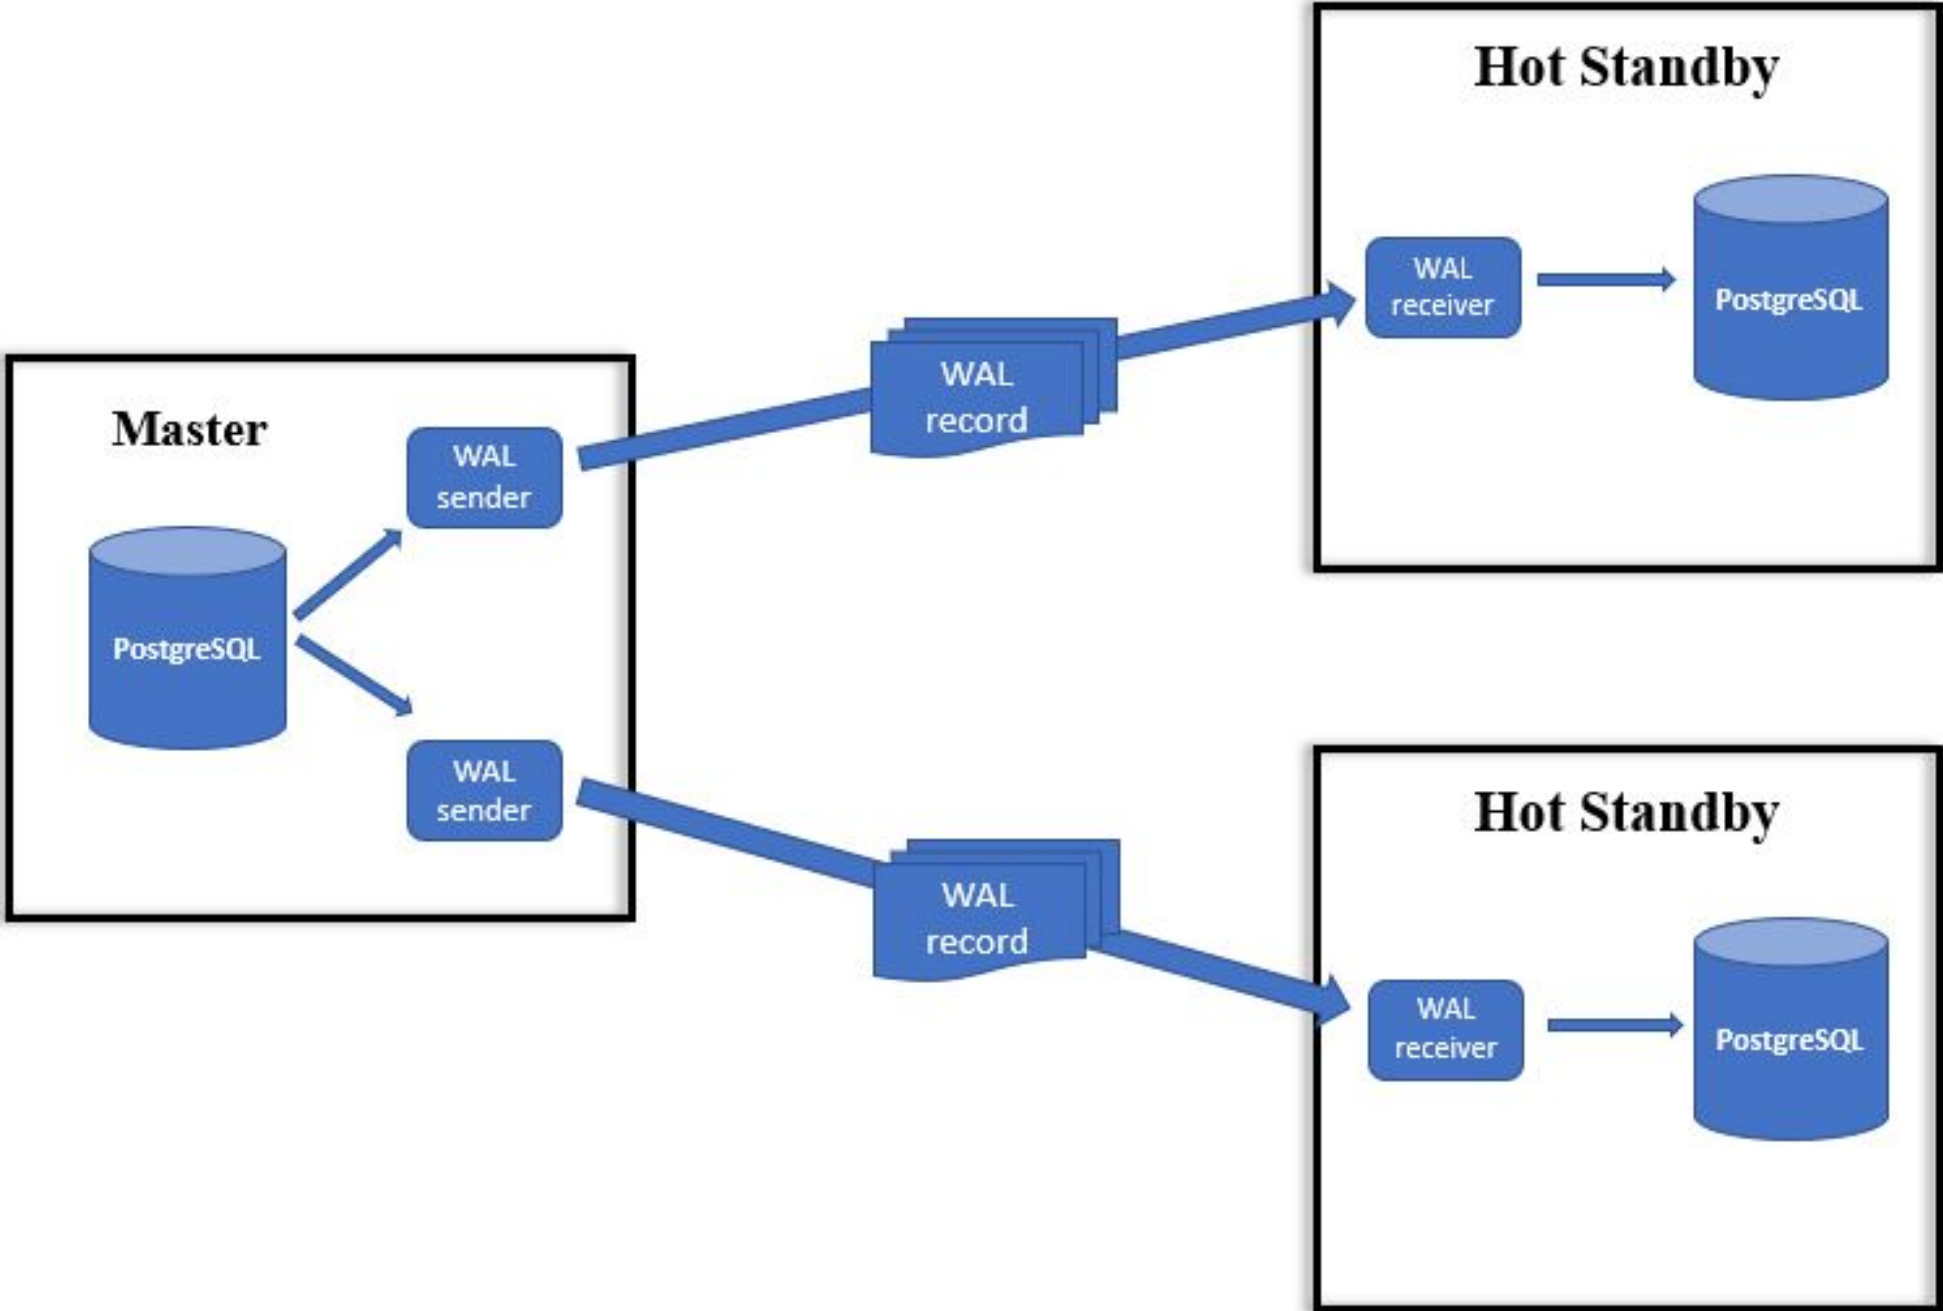 Master
PostgreSQL
WAL
sender
WAL
sender
WAL
record
WAL
record
Hot Standby
WAL
receiver
PostgreSQL
Hot Standby
WAL
receiver
PostgreSQL